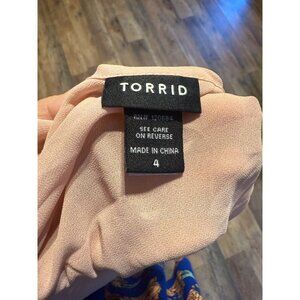 TORRID
SEE CARE
ON REVERSE
MADE IN CHINA
4